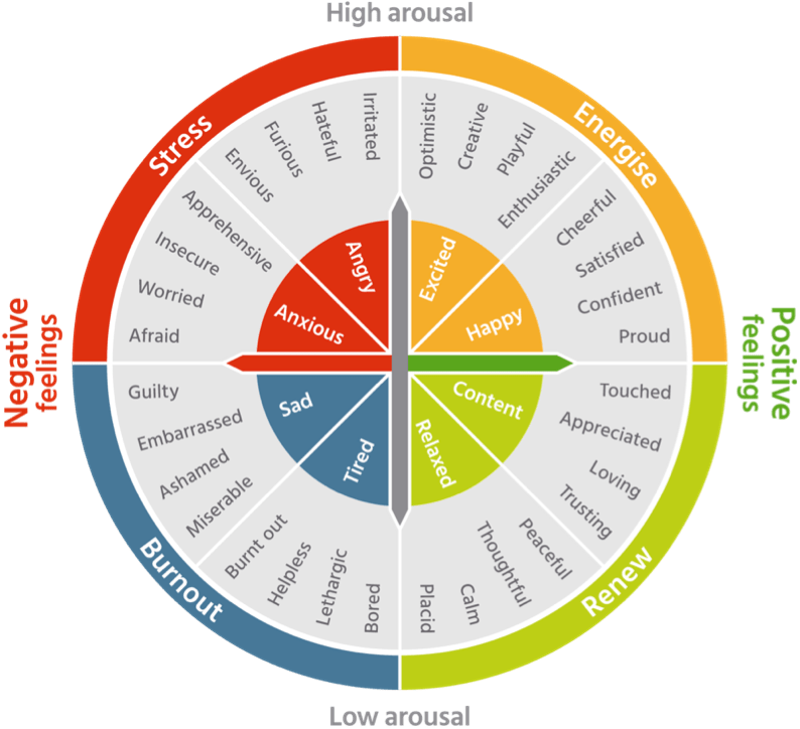 High arousal
Stress
Energise
Irritated
Hateful
Furious
Envious
Apprehensive
Insecure
Worried
Afraid
Optimistic
Creative
Playful
Enthusiastic
Cheerful
Satisfied
Confident
Proud
Angry
Anxious
Excited
Happy
Negative
feelings
Positive
feelings
Sad
Tired
Content
Relaxed
Guilty
Embarrassed
Ashamed
Miserable
Burnt out
Helpless
Lethargic
Bored
Touched
Appreciated
Loving
Trusting
Peaceful
Thoughtful
Calm
Placid
Burnout
Renew
Low arousal